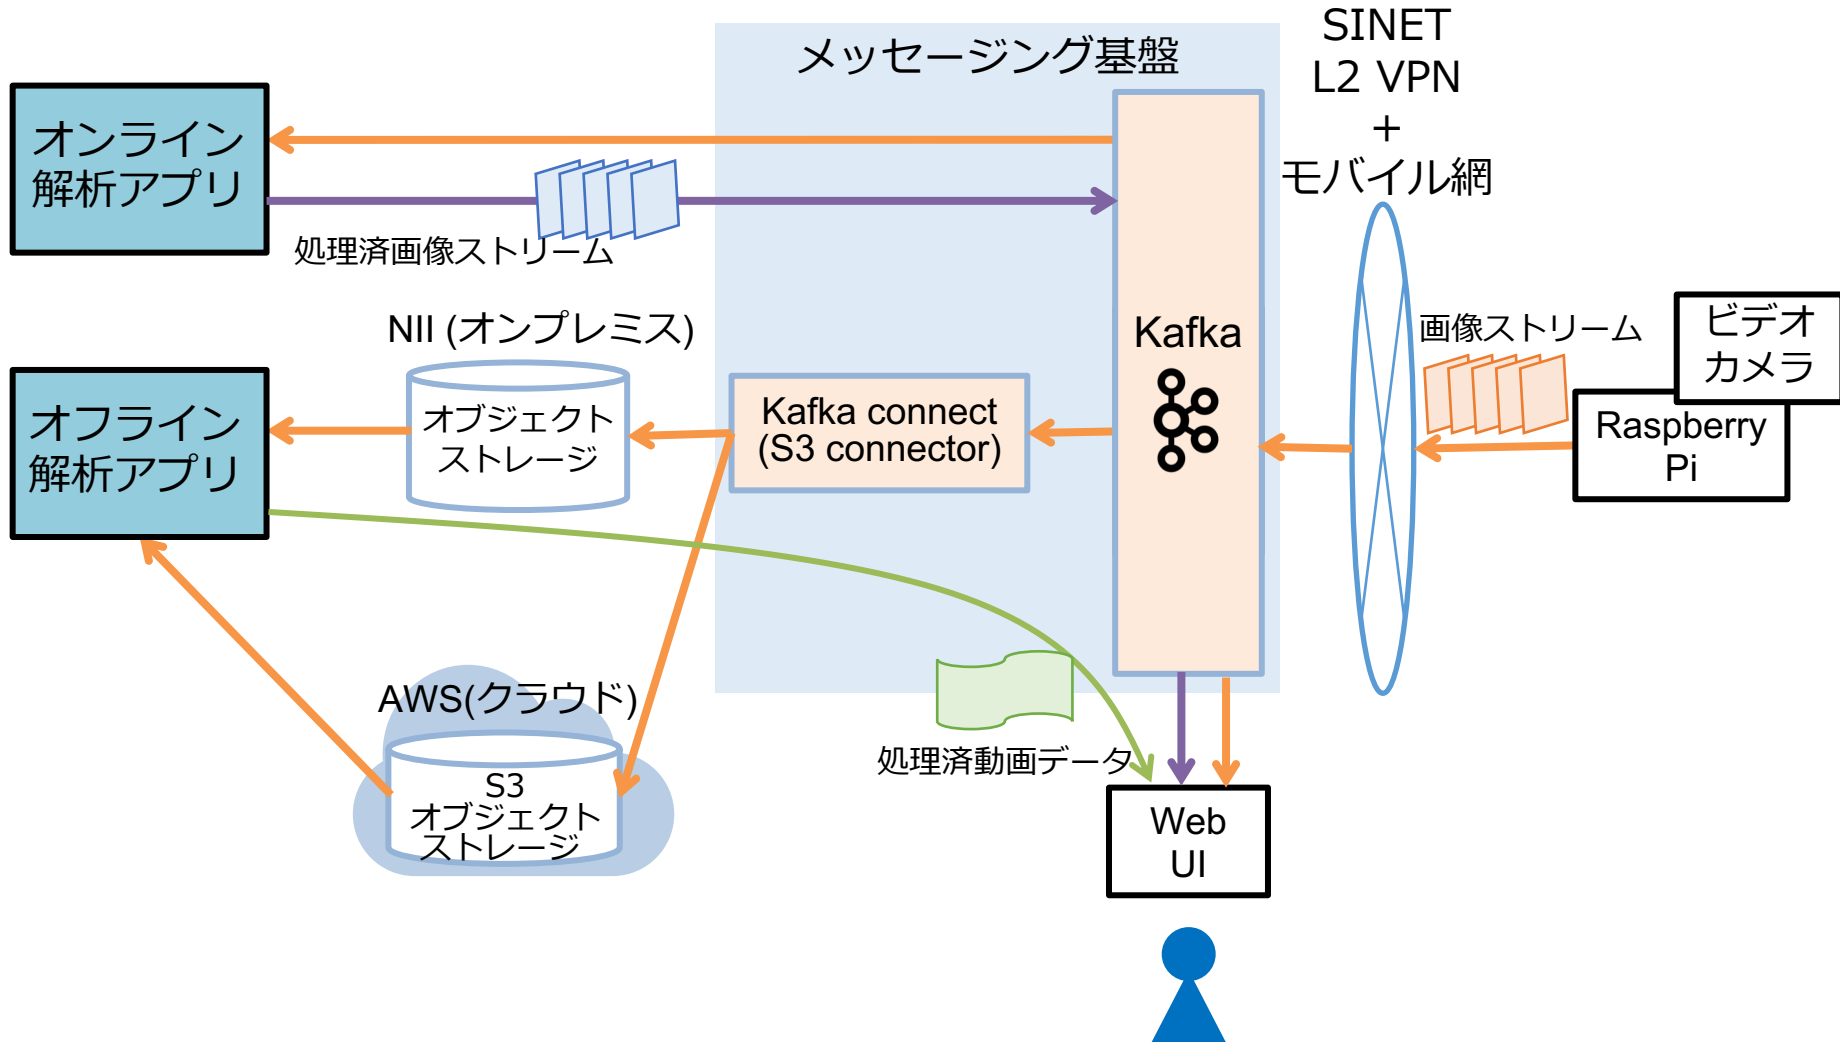 メッセージング基盤
SINET
L2 VPN
+
モバイル網
オンライン
解析アプリ
処理済画像ストリーム
NII (オンプレミス)
Kafka
画像ストリーム
ビデオ
カメラ
オフライン
解析アプリ
オブジェクト
ストレージ
Kafka connect
(S3 connector)
Raspberry
Pi
AWS(クラウド)
S3
オブジェクト
ストレージ
処理済動画データ
Web
UI